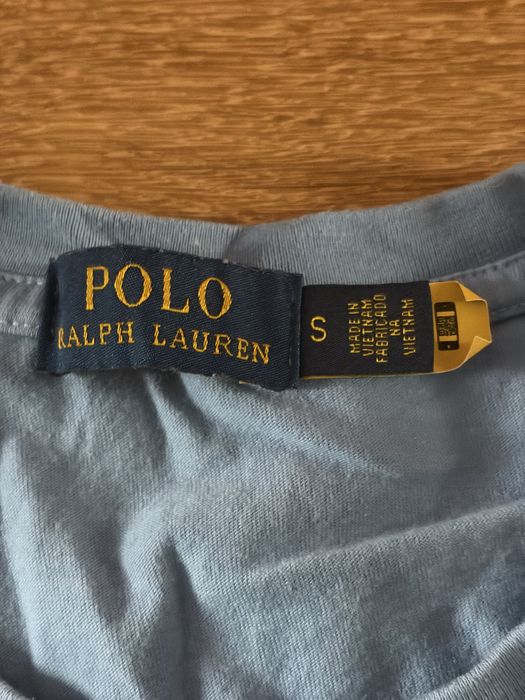 POLO
RALPH LAUREN
S
MADE IN
VIETNAM
FABRICADO
NA
VIETNAM